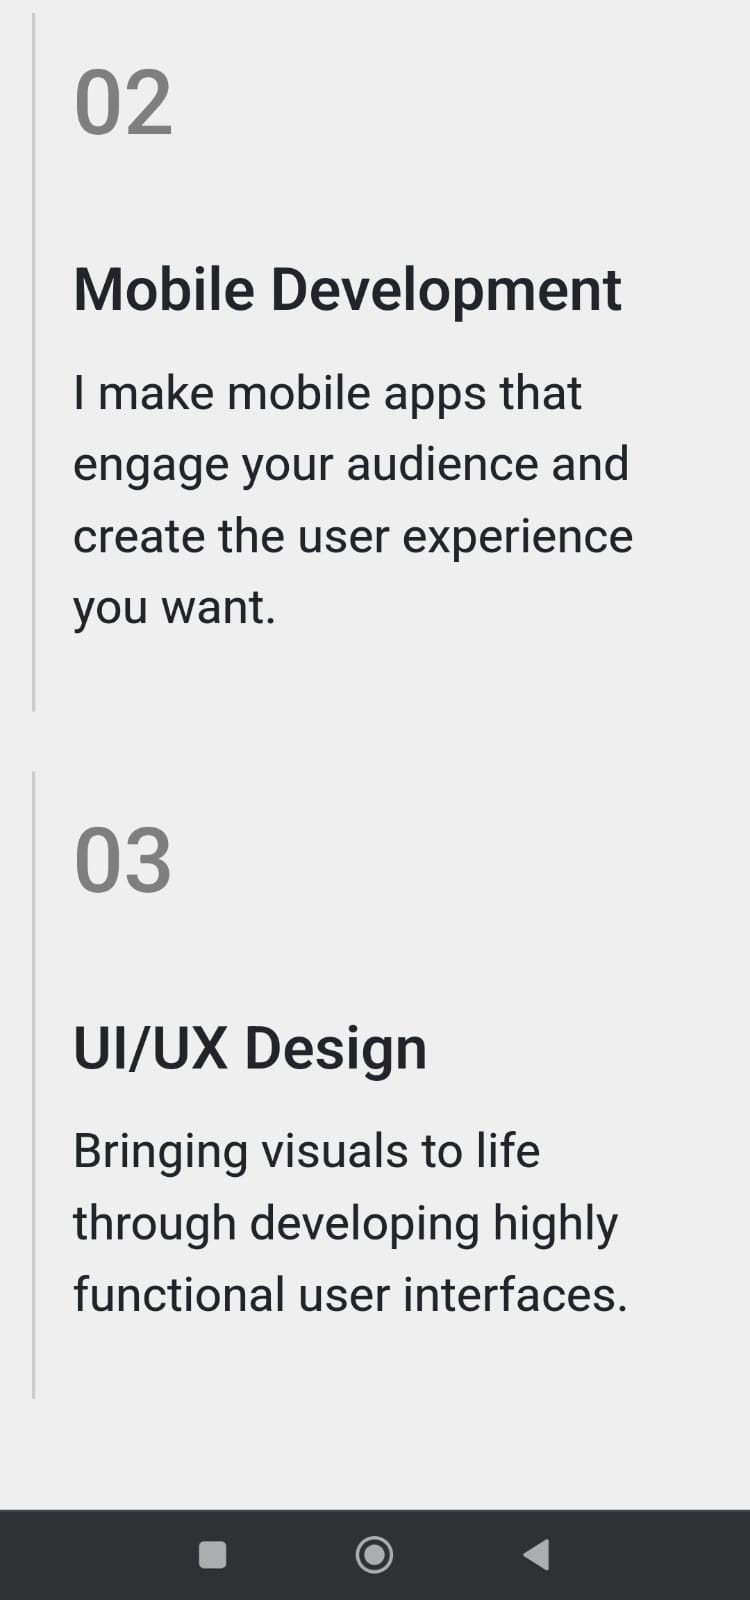 02
Mobile Development
I make mobile apps that
engage your audience and
create the user experience
you want.
03
UI/UX Design
Bringing visuals to life
through developing highly
functional user interfaces.